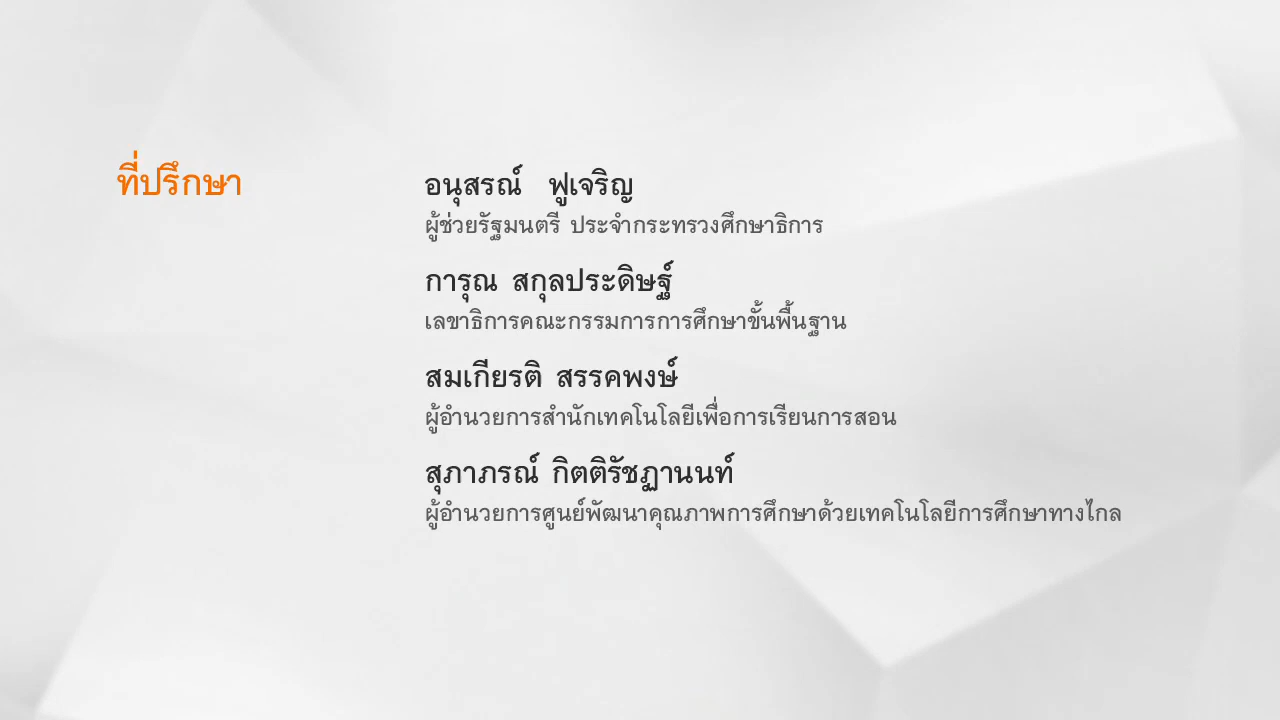 ที่ปรึกษา
อนุสรณ์ ฟูเจริญ
ผู้ช่วยรัฐมนตรี ประจำกระทรวงศึกษาธิการ
การุณ สกุลประดิษฐ์
เลขาธิการคณะกรรมการการศึกษาขั้นพื้นฐาน
สมเกียรติ สรรคพงษ์
ผู้อำนวยการสำนักเทคโนโลยีเพื่อการเรียนการสอน
สุภาภรณ์ กิตติรัชฏานนท์
ผู้อำนวยการศูนย์พัฒนาคุณภาพการศึกษาด้วยเทคโนโลยีการศึกษาทางไกล